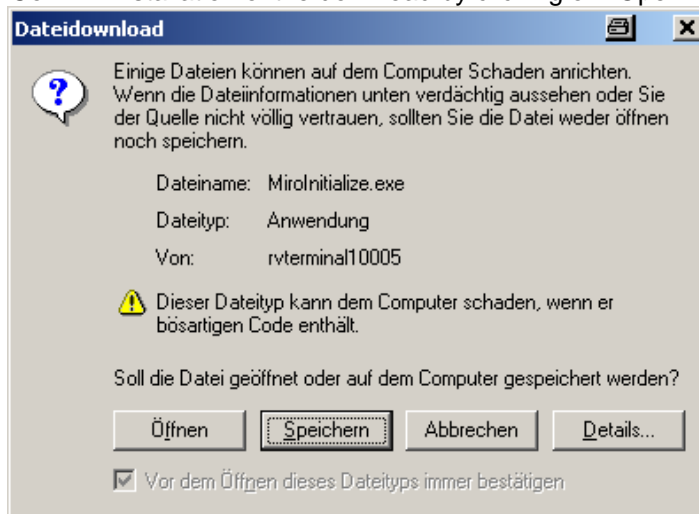 Dateidownload
Einige Dateien können auf dem Computer Schaden anrichten.
Wenn die Dateiinformationen unten verdächtig aussehen oder Sie
der Quelle nicht völlig vertrauen, sollten Sie die Datei weder öffnen
noch speichern.
Dateiname: MiroInitialize.exe
Dateityp: Anwendung
Von: rvterminal10005
Dieser Dateityp kann dem Computer schaden, wenn er
bösartigen Code enthält.
Soll die Datei geöffnet oder auf dem Computer gespeichert werden?
Öffnen Speichern Abbrechen Details...
Vor dem Öffnen dieses Dateityps immer bestätigen